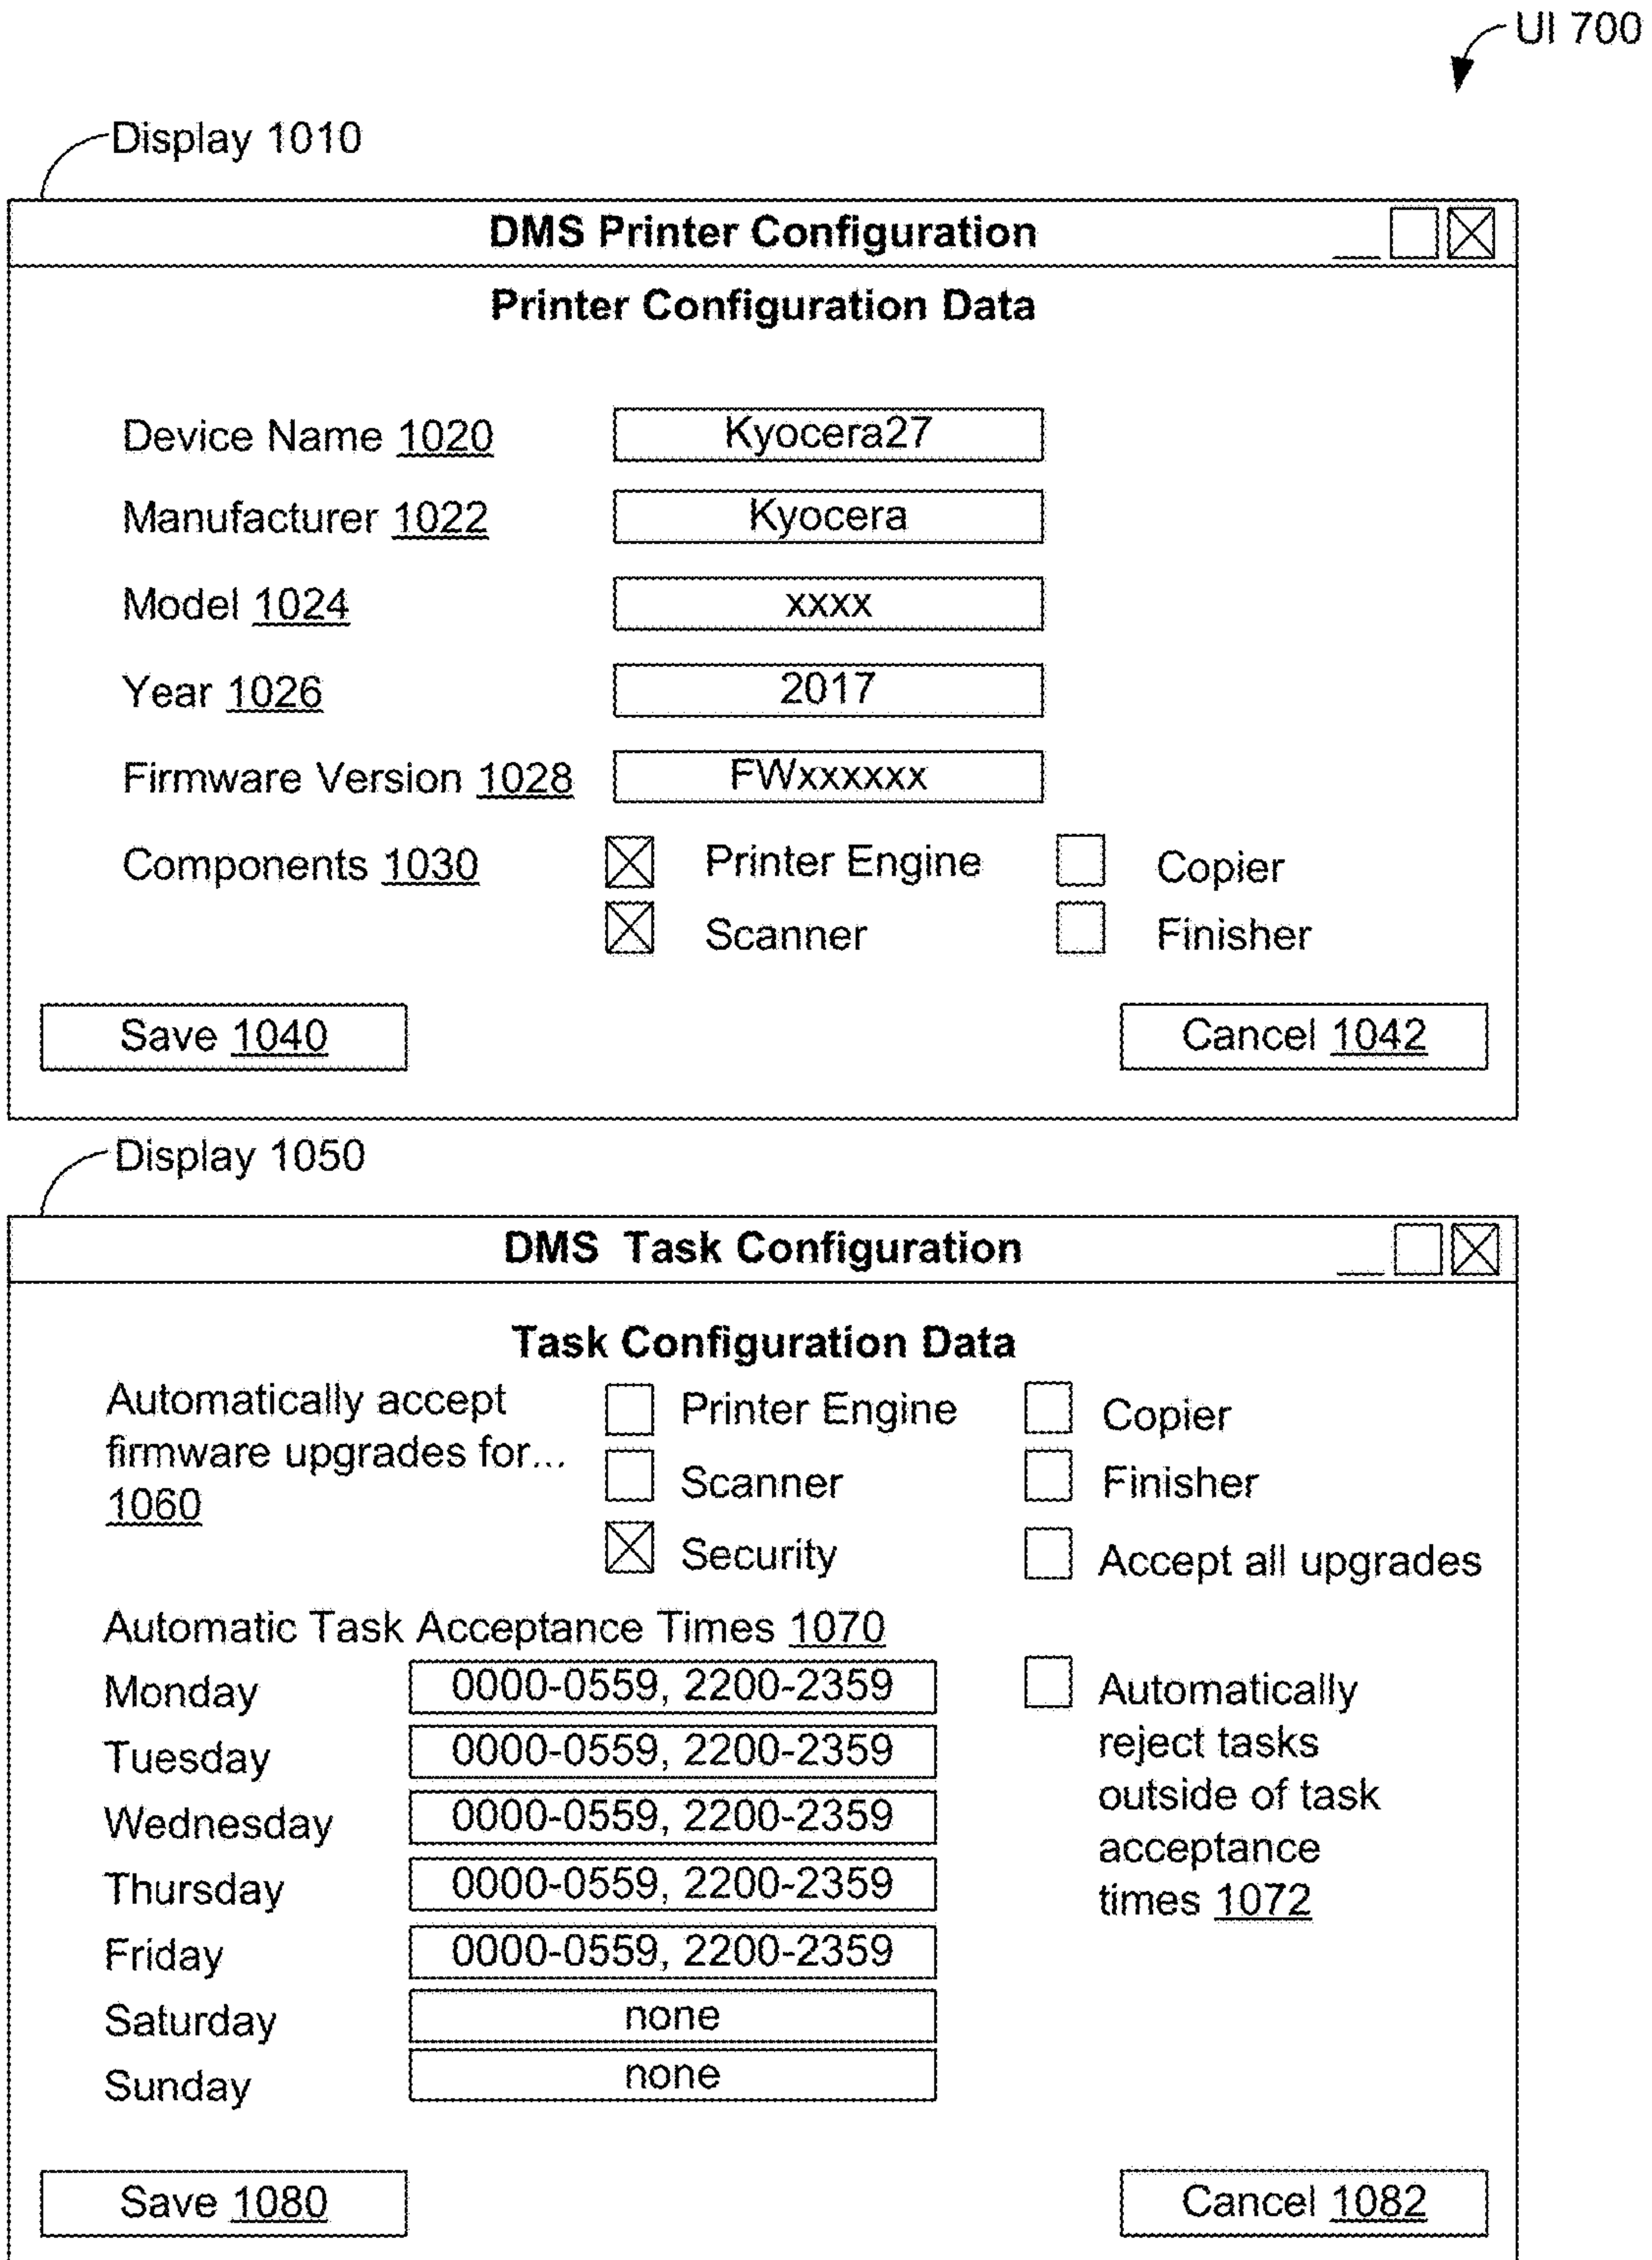 UI 700
Display 1010
DMS Printer Configuration
Printer Configuration Data
Device Name 1020 Kyocera27
Manufacturer 1022 Kyocera
Model 1024 xxxx
Year 1026 2017
Firmware Version 1028 FWxxxxxx
Components 1030 Printer Engine Copier
Scanner Finisher
Save 1040 Cancel 1042
Display 1050
DMS Task Configuration
Task Configuration Data
Automatically accept
firmware upgrades for...
1060
Printer Engine Copier
Scanner Finisher
Security Accept all upgrades
Automatic Task Acceptance Times 1070
Monday 0000-0559, 2200-2359
Tuesday 0000-0559, 2200-2359
Wednesday 0000-0559, 2200-2359
Thursday 0000-0559, 2200-2359
Friday 0000-0559, 2200-2359
Saturday none
Sunday none
Automatically
reject tasks
outside of task
acceptance
times 1072
Save 1080 Cancel 1082